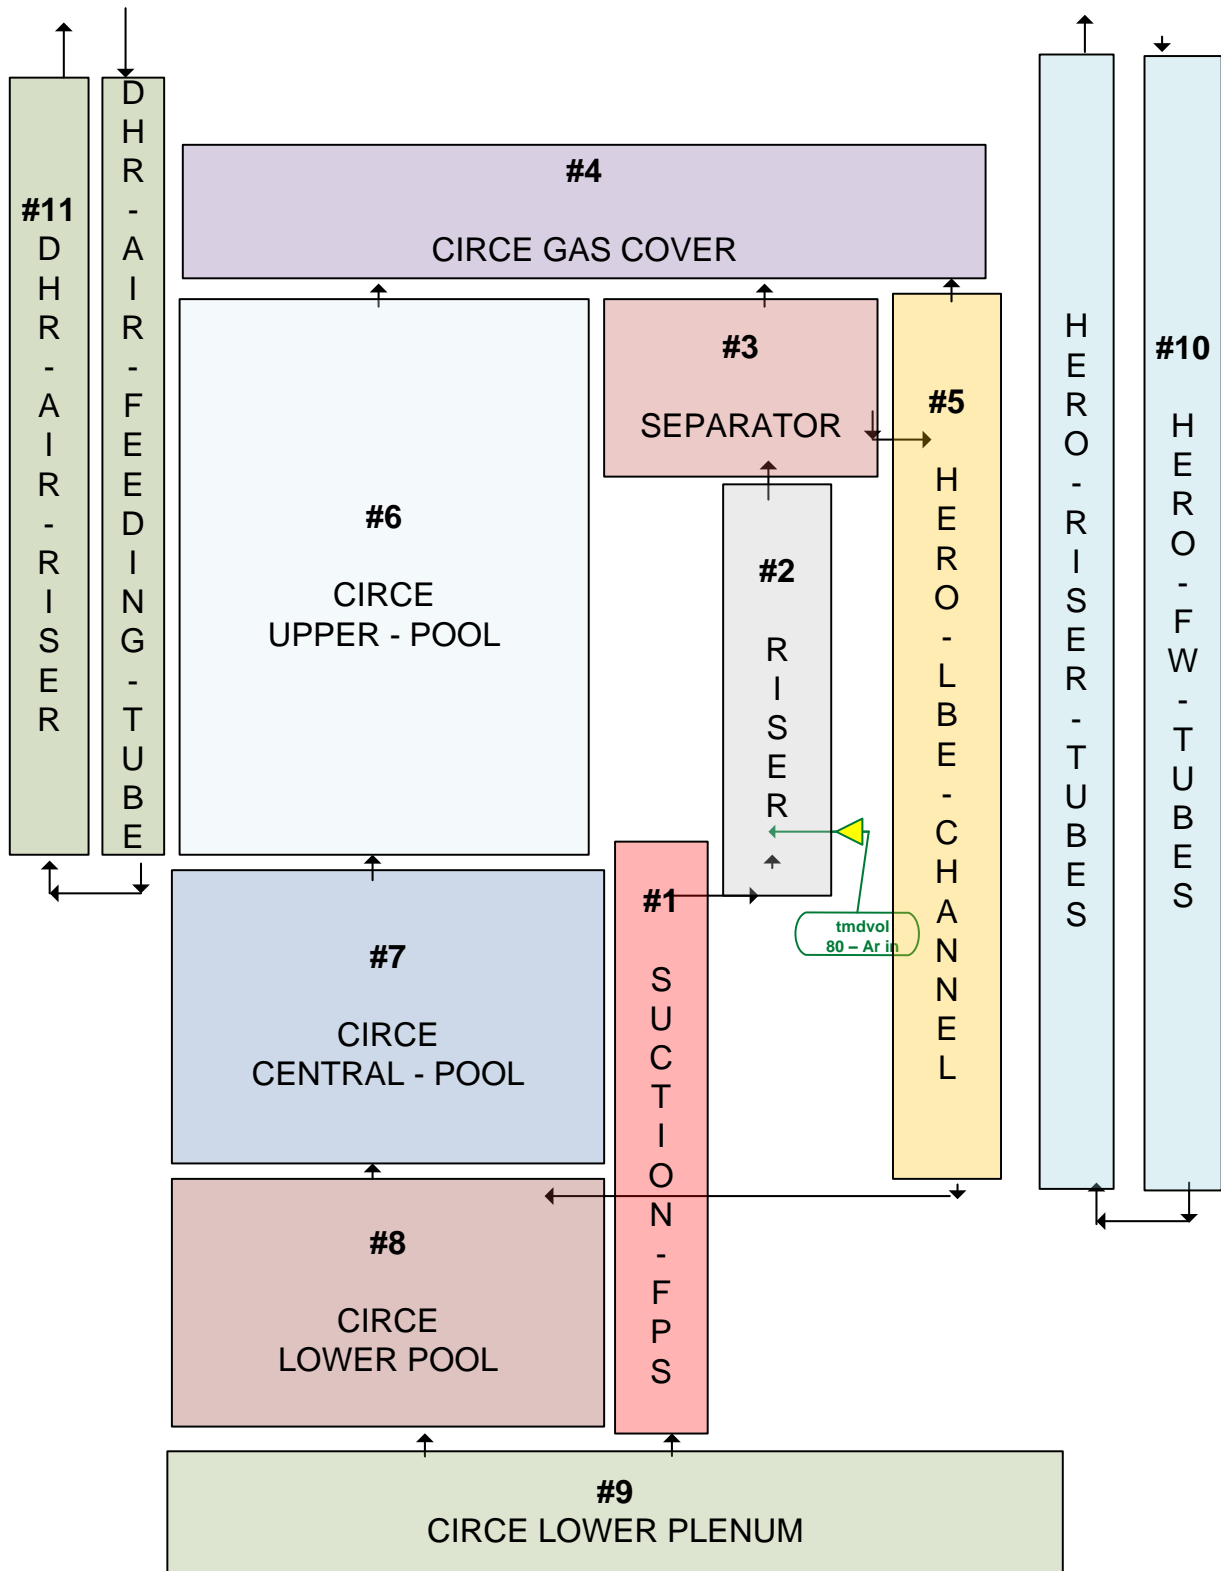 #4
CIRCE GAS COVER
#11
DHR-AIR-RISER
DHR-AIR-FEEDING-TUBE
#6
CIRCE
UPPER - POOL
#3
SEPARATOR
#2
RISER
#5
HERO-LBE-CHANNEL
HERO-RISER-TUBES
#10
HERO-FW-TUBES
tmdvol
80 – Ar in
#7
CIRCE
CENTRAL - POOL
#1
SUCTION-FPS
#8
CIRCE
LOWER POOL
#9
CIRCE LOWER PLENUM